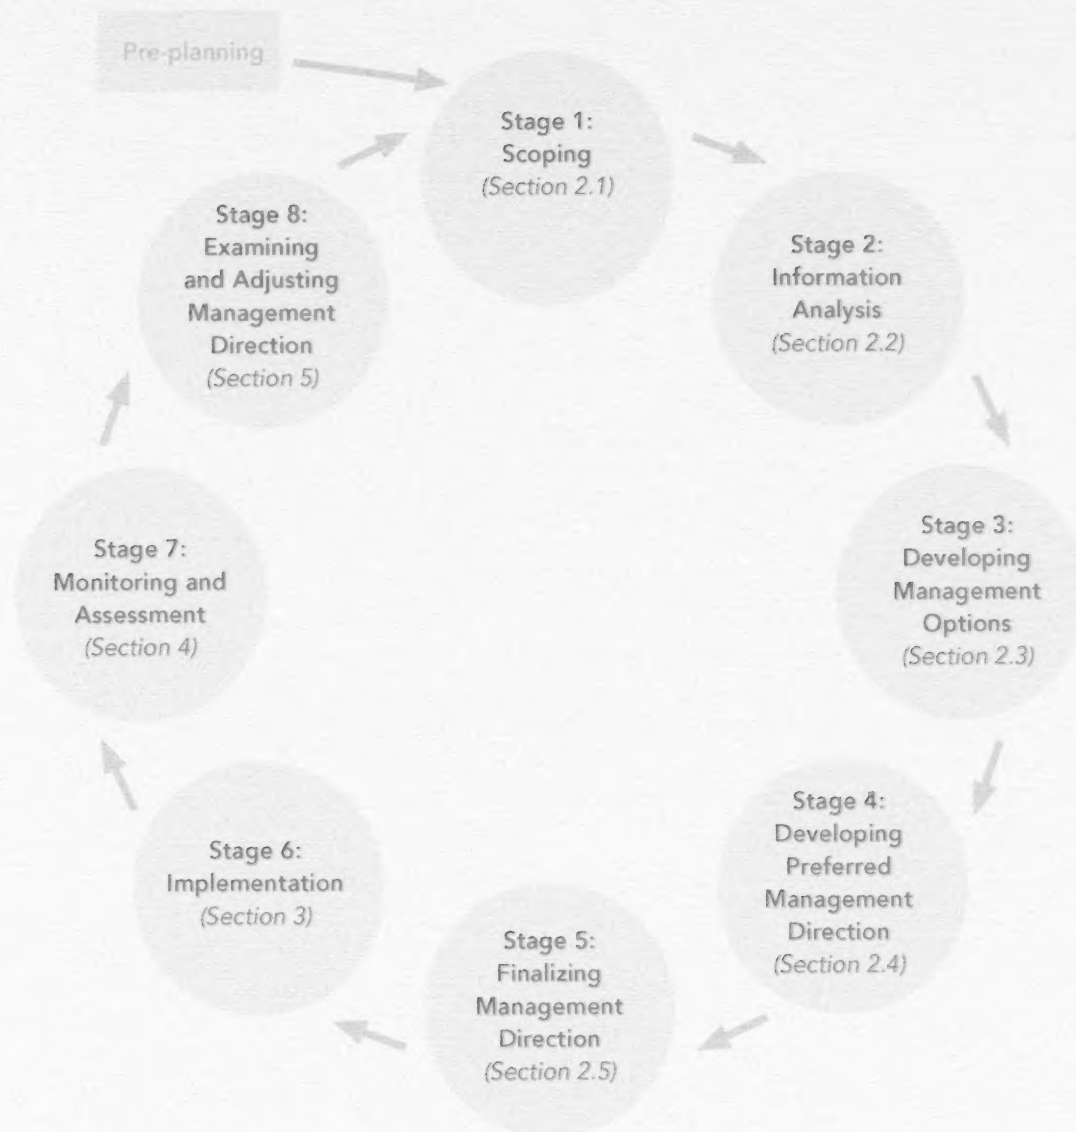 Pre-planning
Stage 1:
Scoping
(Section 2.1)
Stage 2:
Information
Analysis
(Section 2.2)
Stage 3:
Developing
Management
Options
(Section 2.3)
Stage 4:
Developing
Preferred
Management
Direction
(Section 2.4)
Stage 5:
Finalizing
Management
Direction
(Section 2.5)
Stage 6:
Implementation
(Section 3)
Stage 7:
Monitoring and
Assessment
(Section 4)
Stage 8:
Examining
and Adjusting
Management
Direction
(Section 5)